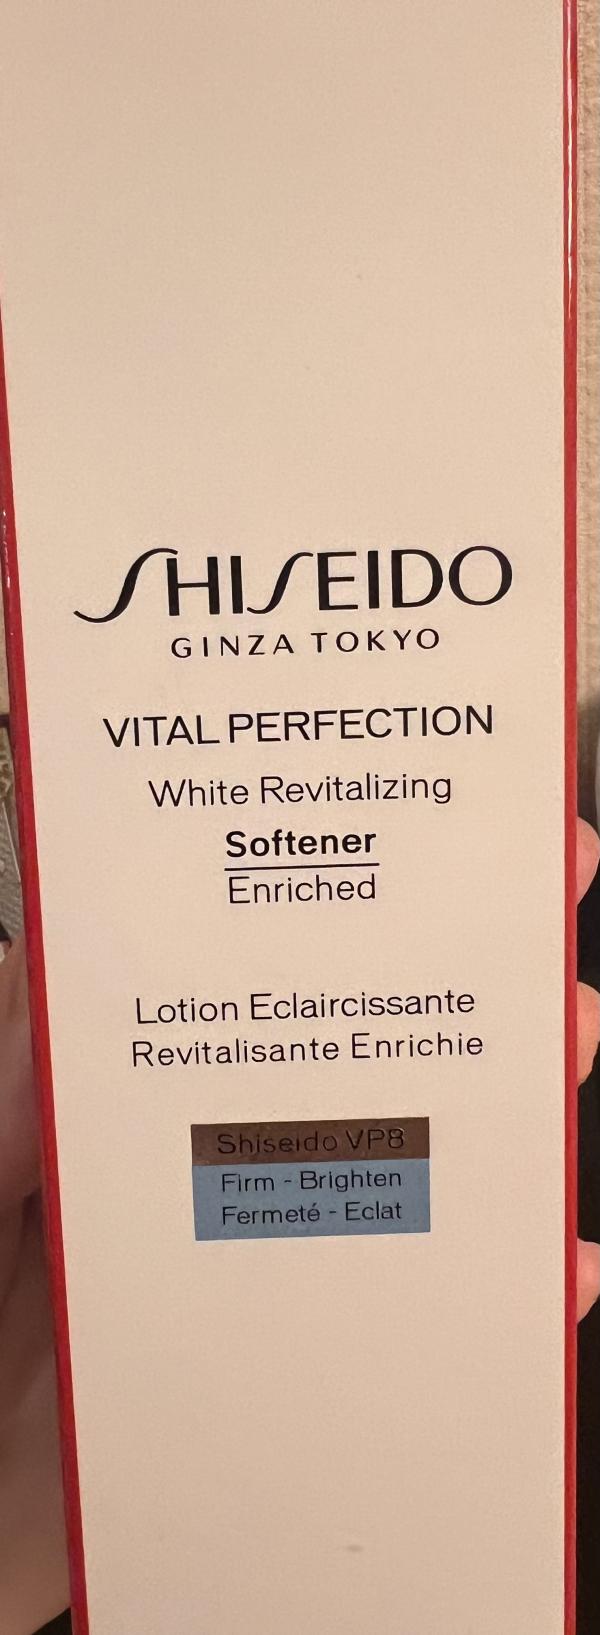 SHISEIDO
GINZA TOKYO
VITAL PERFECTION
White Revitalizing
Softener
Enriched
Lotion Eclaircissante
Revitalisante Enrichie
Shiseido VP8
Firm - Brighten
Fermeté - Eclat